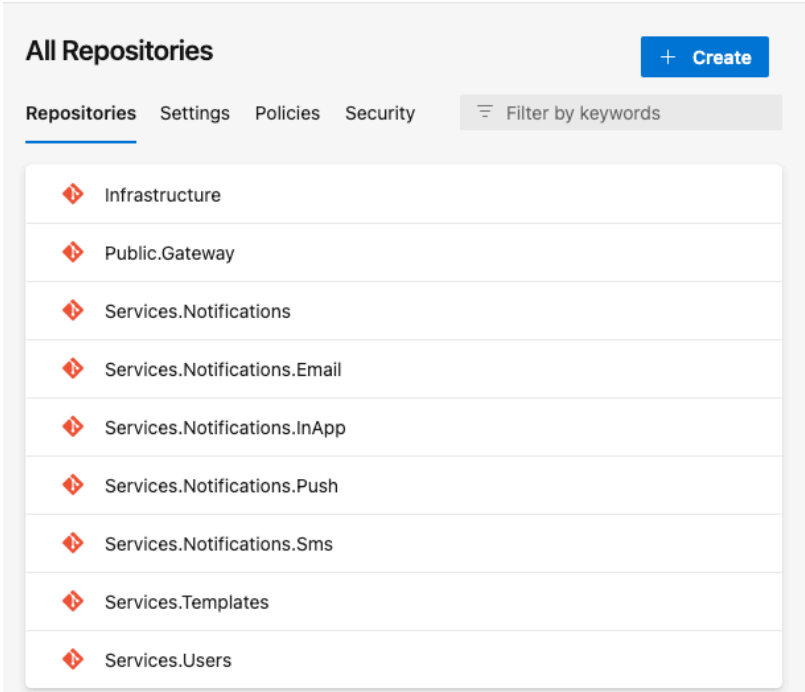 All Repositories
+ Create
Repositories Settings Policies Security Filter by keywords
Infrastructure
Public.Gateway
Services.Notifications
Services.Notifications.Email
Services.Notifications.InApp
Services.Notifications.Push
Services.Notifications.Sms
Services.Templates
Services.Users